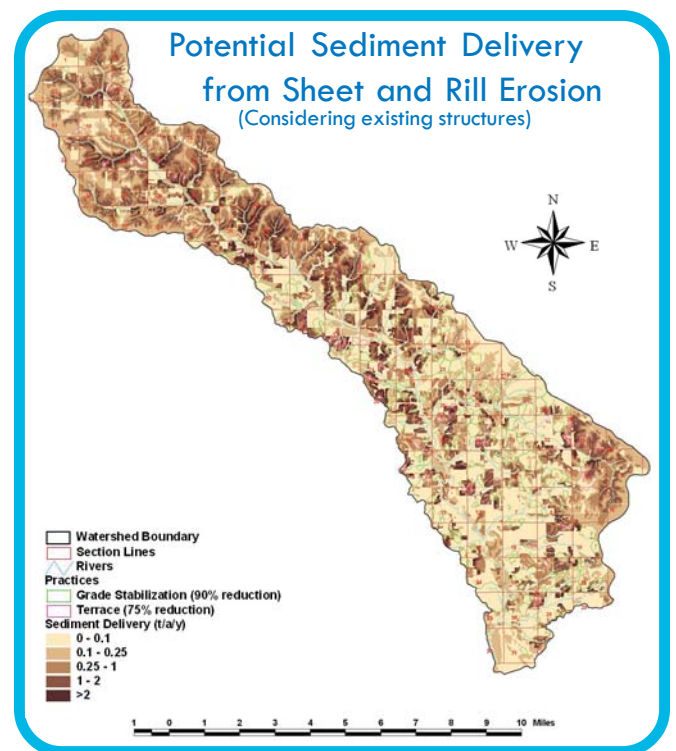 Potential Sediment Delivery
from Sheet and Rill Erosion
(Considering existing structures)
N
W E
S
Watershed Boundary
Section Lines
Rivers
Practices
Grade Stabilization (90% reduction)
Terrace (75% reduction)
Sediment Delivery (t/a/y)
0 - 0.1
0.1 - 0.25
0.25 - 1
1 - 2
>2
1 0 1 2 3 4 5 6 7 8 9 10 Miles